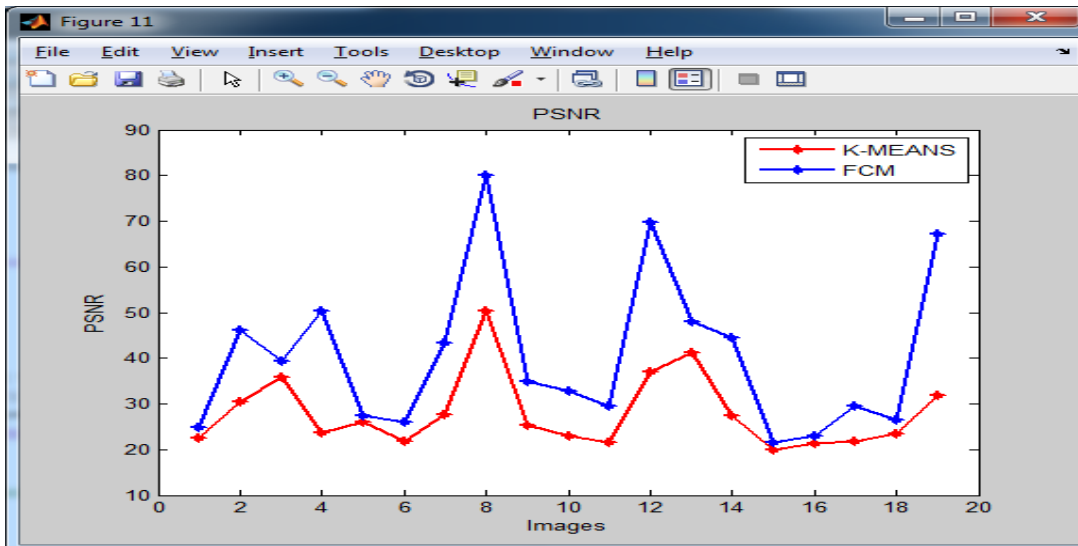 Figure 11
File Edit View Insert Tools Desktop Window Help
PSNR
90
80
70
60
50
40
30
20
10
PSNR
K-MEANS
FCM
0 2 4 6 8 10 12 14 16 18 20
Images